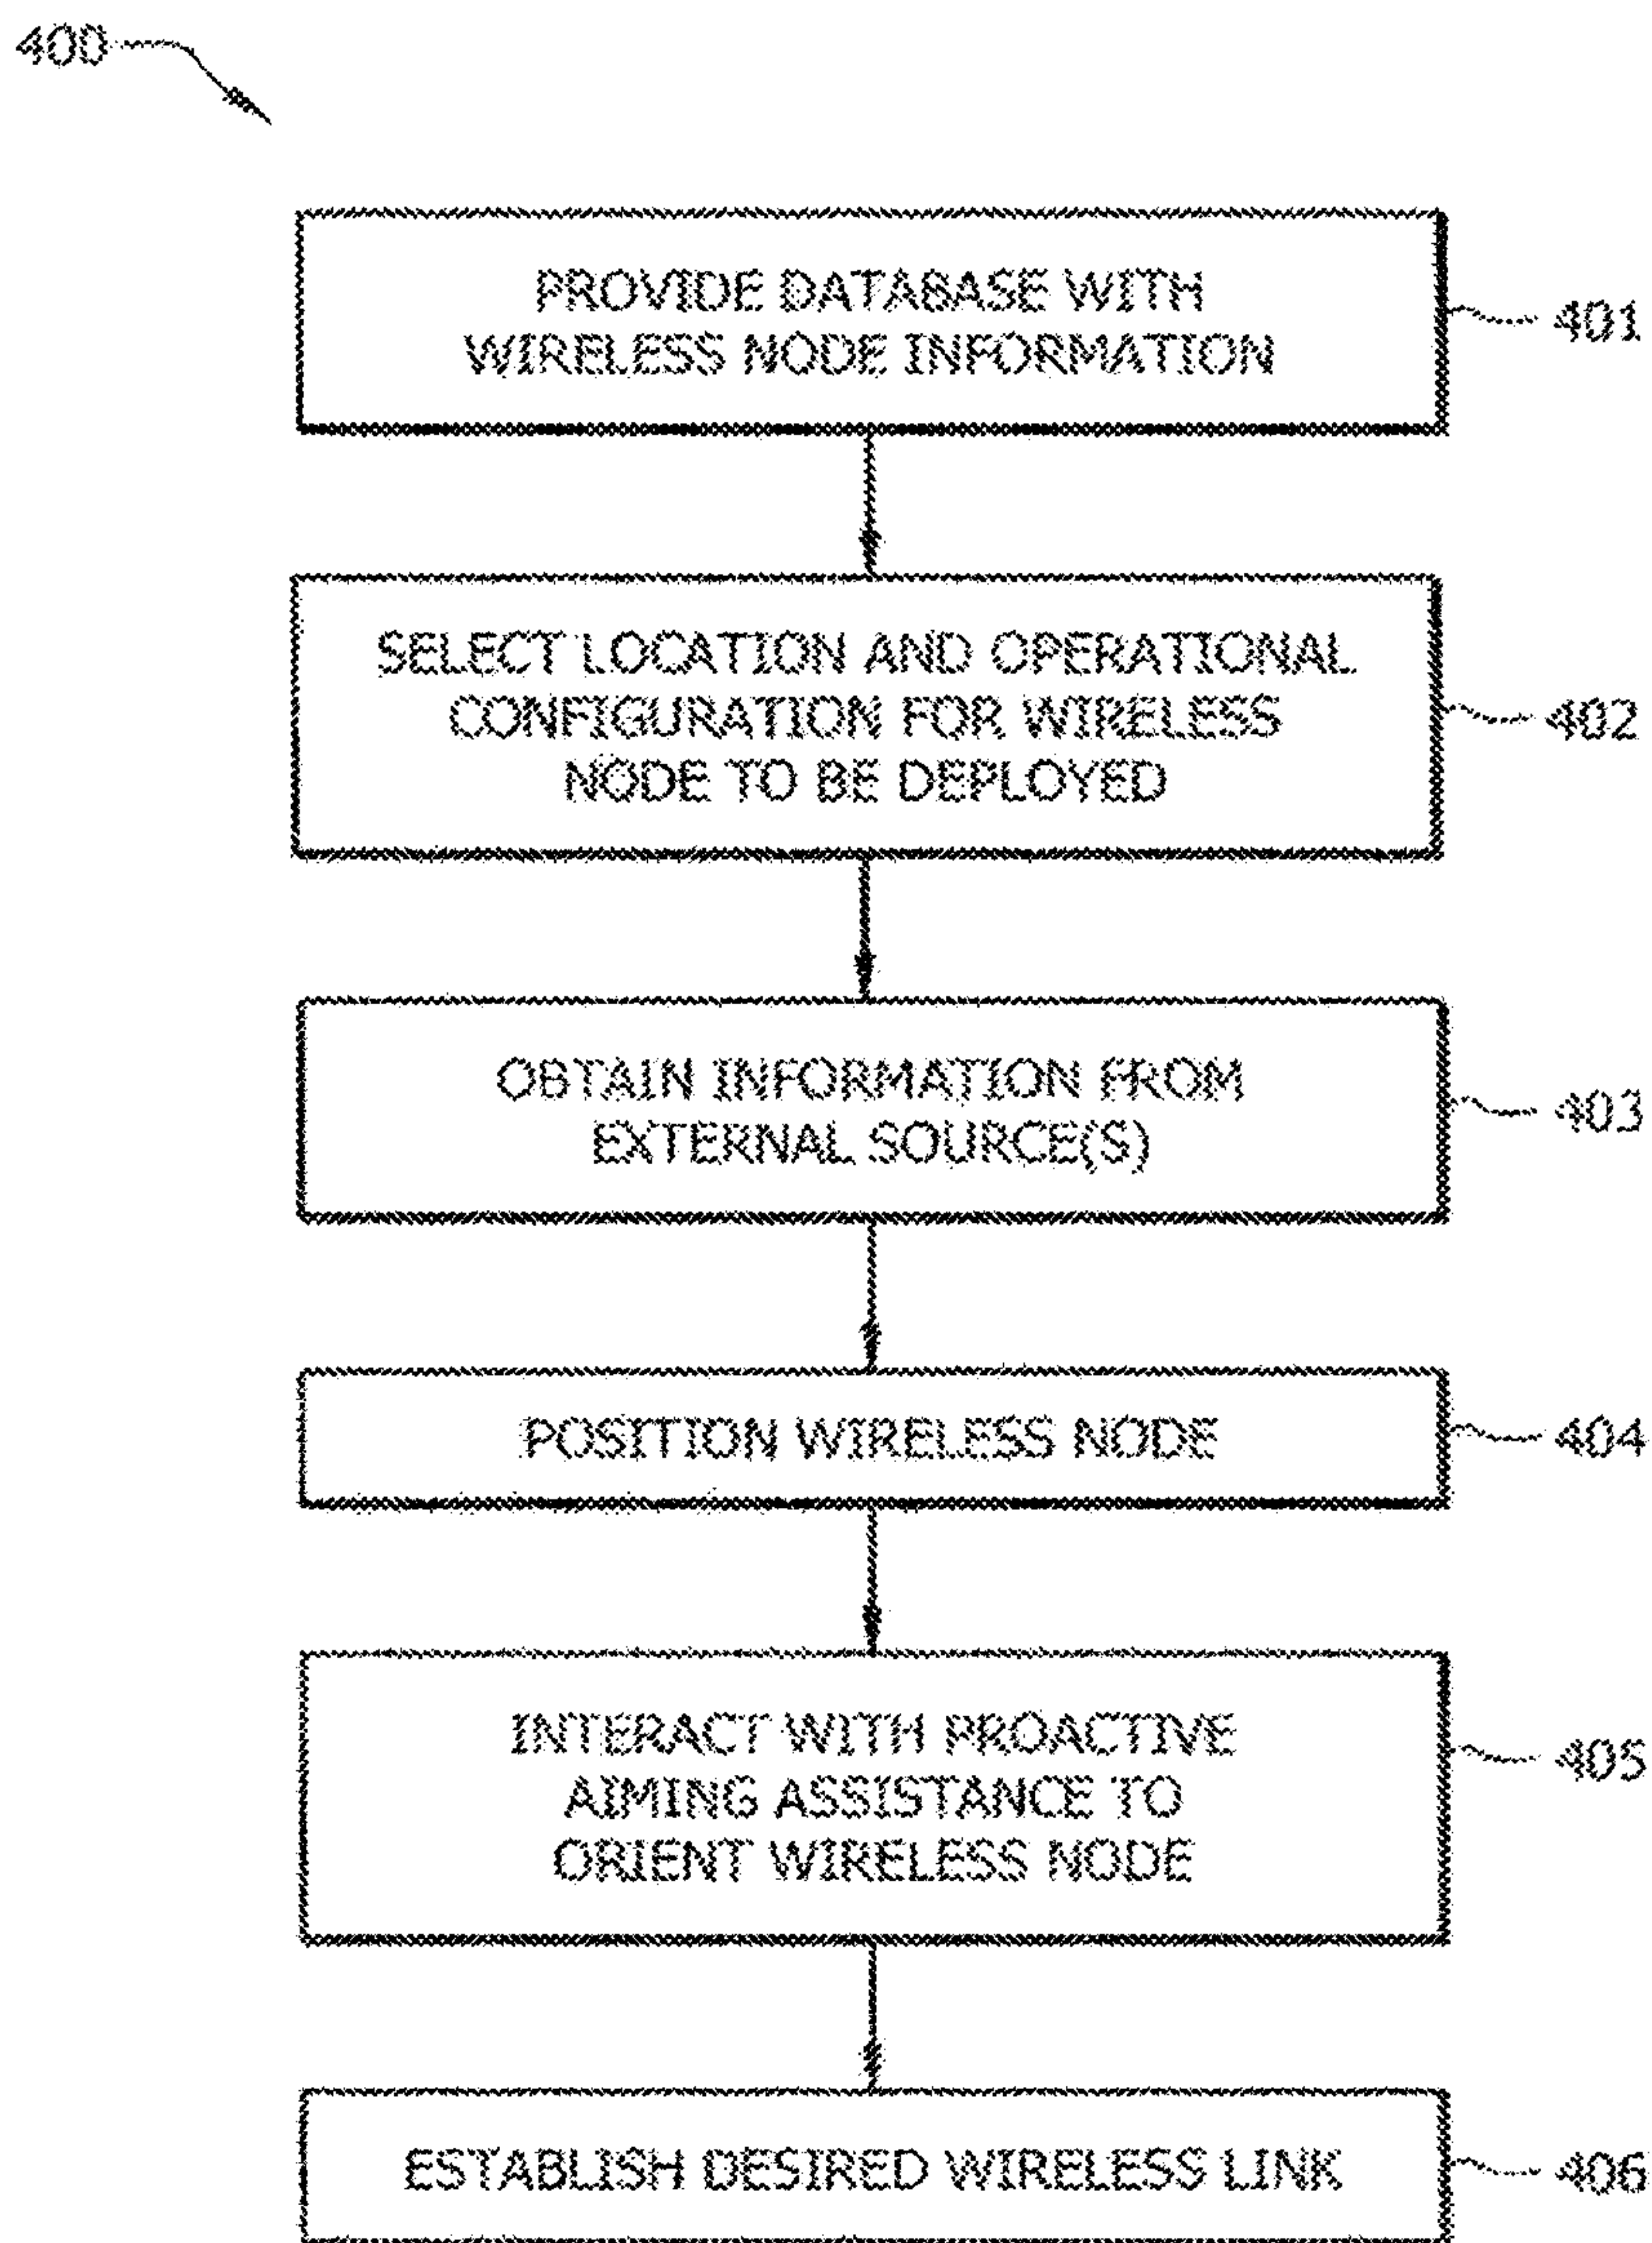 400
PROVIDE DATABASE WITH
WIRELESS NODE INFORMATION
401
SELECT LOCATION AND OPERATIONAL
CONFIGURATION FOR WIRELESS
NODE TO BE DEPLOYED
402
OBTAIN INFORMATION FROM
EXTERNAL SOURCE(S)
403
POSITION WIRELESS NODE
404
INTERACT WITH PROACTIVE
AIMING ASSISTANCE TO
ORIENT WIRELESS NODE
405
ESTABLISH DESIRED WIRELESS LINK
406